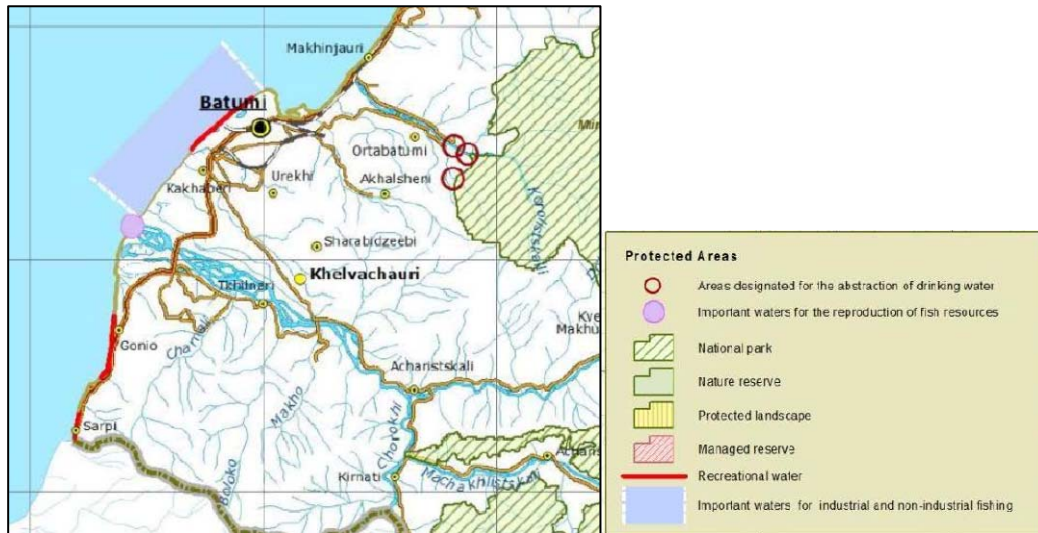 Makhinjauri
Batumi
Ortabatumi
Kakhaberi
Urekhi
Akhalsheni
Korolistskali
Sharabidzeebi
Khelvachauri
Tkhilnari
Gonio
Charnali
Makho
Acharistskali
Chorokhi
Sarpi
Boloko
Kirnati
Machakhlistskali
Protected Areas
Areas designated for the abstraction of drinking water
Important waters for the reproduction of fish resources
National park
Nature reserve
Protected landscape
Managed reserve
Recreational water
Important waters for industrial and non-industrial fishing